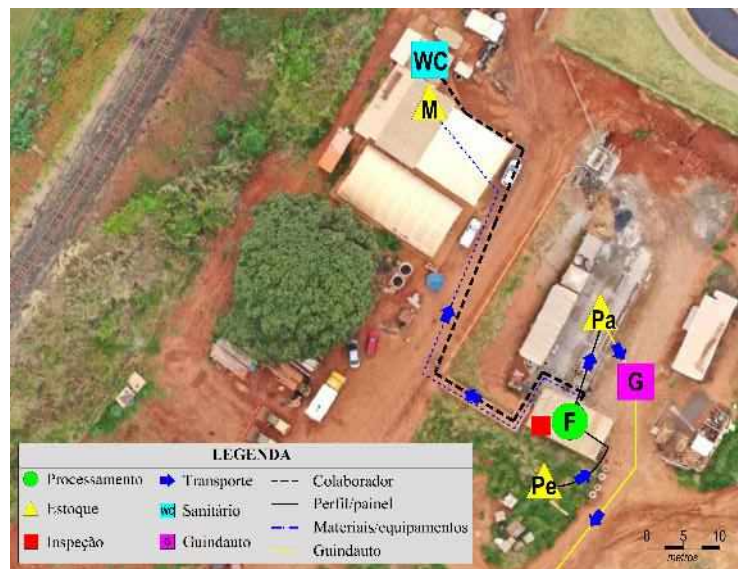 WC
M
Pa
G
F
Pe
LEGENDA
Processamento
Transporte
Colaborador
Perfil/painel
Estoque
WC Sanitário
Materiais/equipamentos
Inspeção
G Guindauto
Guindauto
0 5 10
metros